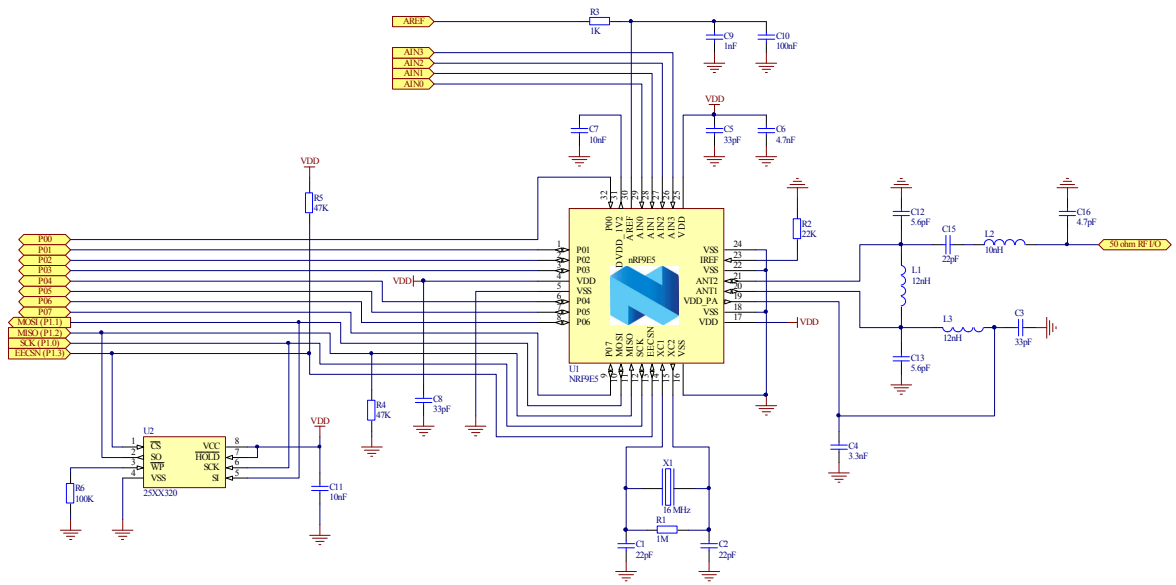 AREF
R3
1K
C9
1nF
C10
100nF
AIN3
AIN2
AIN1
AIN0
VDD
C7
10nF
C5
33pF
C6
4.7nF
VDD
R5
47K
32
31
30
29
28
27
26
25
P00
DVDD_1V2
AREF
AIN0
AIN1
AIN2
AIN3
VDD
R2
22K
C12
5.6pF
C16
4.7pF
C15
22pF
L2
10nH
50 ohm RF I/O
P00
P01
P02
P03
P04
P05
P06
P07
MOSI (P1.1)
MISO (P1.2)
SCK (P1.0)
EECSN (P1.3)
VDD
1
2
3
4
5
6
7
8
P01
P02
P03
VDD
VSS
P04
P05
P06
nRF9E5
VSS
IREF
VSS
ANT2
ANT1
VDD_PA
VSS
VDD
24
23
22
21
20
19
18
17
VDD
L1
12nH
L3
12nH
C3
33pF
C13
5.6pF
P07
MOSI
MISO
SCK
EECSN
XC1
XC2
VSS
U1
NRF9E5
9
10
11
12
13
14
15
16
R4
47K
C8
33pF
C4
3.3nF
U2
1
2
3
4
CS
SO
WP
VSS
VCC
HOLD
SCK
SI
8
7
6
5
25XX320
VDD
R6
100K
C11
10nF
X1
16 MHz
R1
1M
C1
22pF
C2
22pF